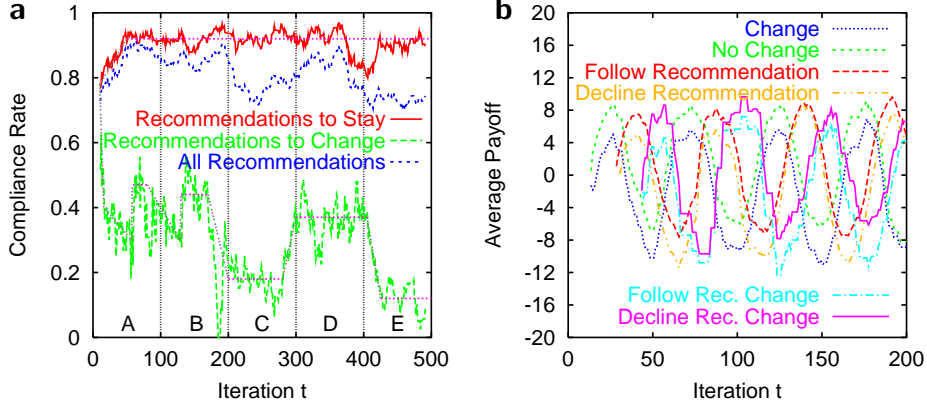 a
Compliance Rate
1
0.8
0.6
0.4
0.2
0
Recommendations to Stay
Recommendations to Change
All Recommendations
A B C D E
0 100 200 300 400 500
Iteration t
b
Average Payoff
20
16
12
8
4
0
-4
-8
-12
-16
-20
Change
No Change
Follow Recommendation
Decline Recommendation
Follow Rec. Change
Decline Rec. Change
0 50 100 150 200
Iteration t